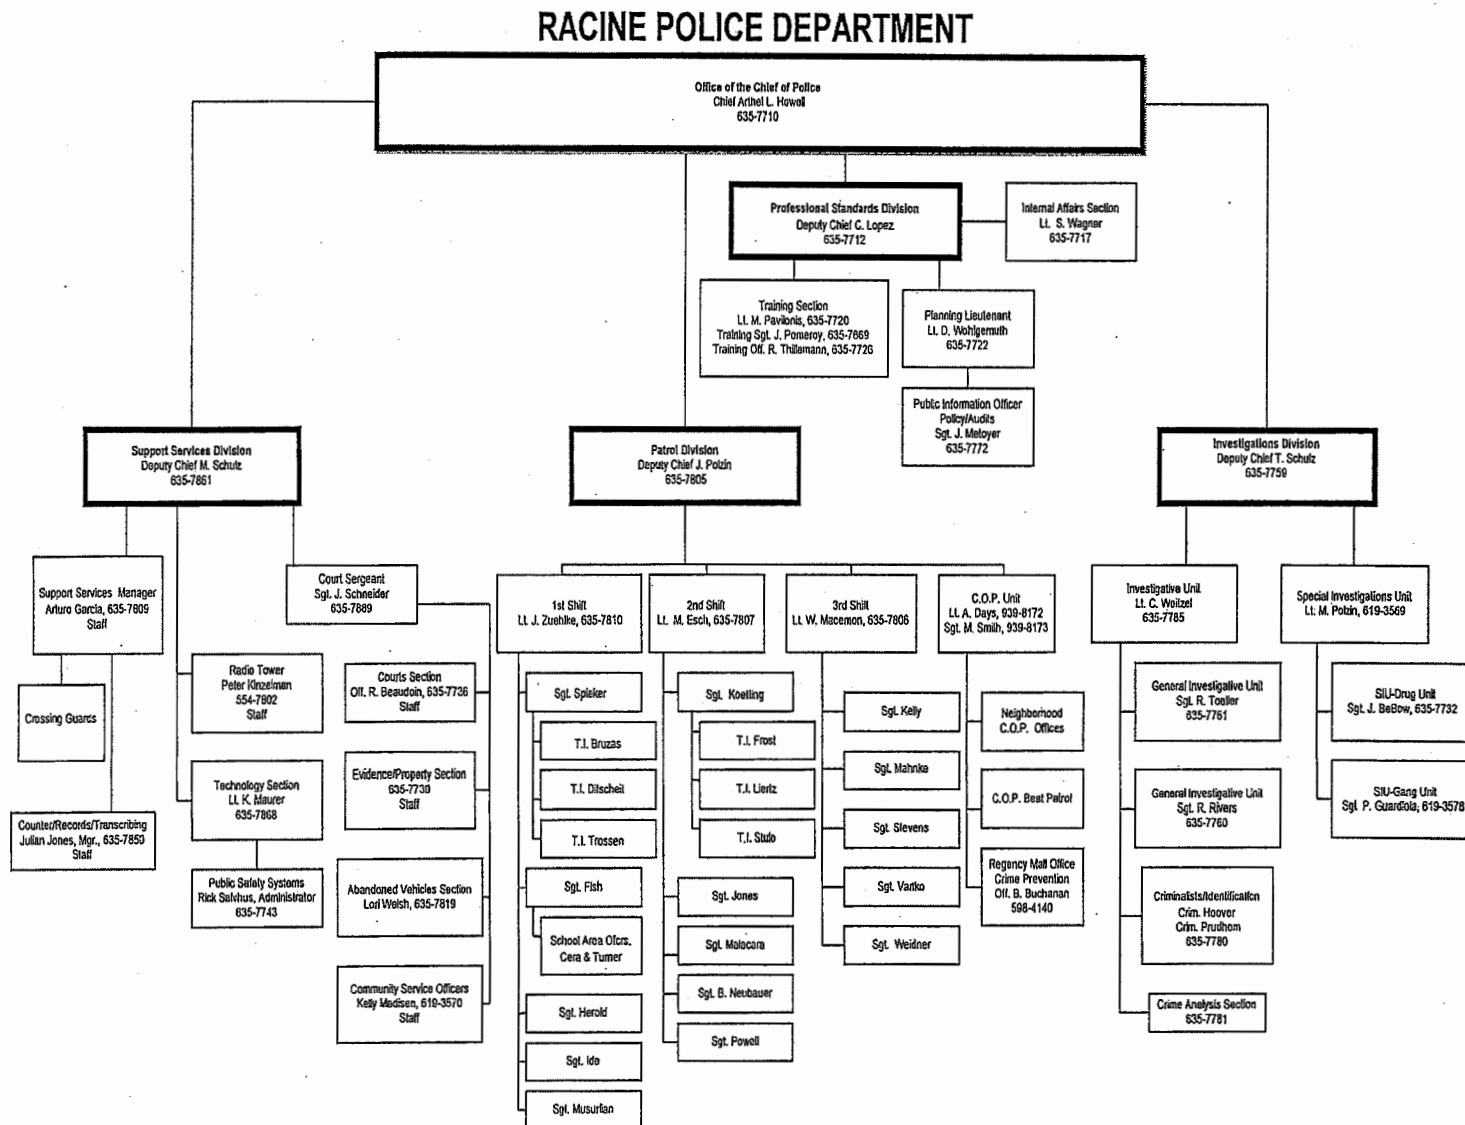 RACINE POLICE DEPARTMENT
Office of the Chief of Police
Chief Arthel L. Howell
635-7710
Professional Standards Division
Deputy Chief C. Lopez
635-7712
Internal Affairs Section
Lt. S. Wagner
635-7717
Training Section
Lt. M. Pavilonis, 635-7720
Training Sgt. J. Pomeroy, 635-7869
Training Off. R. Thillemann, 635-7726
Planning Lieutenant
Lt. D. Wohlgemuth
635-7722
Public Information Officer
Policy/Audits
Sgt. J. Metoyer
635-7772
Support Services Division
Deputy Chief M. Schulz
635-7861
Patrol Division
Deputy Chief J. Polzin
635-7805
Investigations Division
Deputy Chief T. Schulz
635-7759
Support Services Manager
Arturo Garcia, 635-7809
Staff
Court Sergeant
Sgt. J. Schneider
635-7889
Crossing Guards
Counter/Records/Transcribing
Julian Jones, Mgr., 635-7850
Staff
Radio Tower
Peter Kinzelman
554-7802
Staff
Technology Section
Lt. K. Maurer
635-7868
Public Safety Systems
Rick Salvhus, Administrator
635-7743
Courts Section
Off. R. Beaudoin, 635-7736
Staff
Evidence/Property Section
635-7739
Staff
Abandoned Vehicles Section
Lori Welsh, 635-7819
Community Service Officers
Kelly Madisen, 619-3570
Staff
1st Shift
Lt. J. Zuehlke, 635-7810
Sgt. Spieker
T.I. Bruzas
T.I. Ditscheit
T.I. Trossen
Sgt. Fish
School Area Ofcrs.
Cera & Turner
Sgt. Herold
Sgt. Ide
Sgt. Musurlian
2nd Shift
Lt. M. Esch, 635-7807
Sgt. Koelling
T.I. Frost
T.I. Liertz
T.I. Stulo
Sgt. Jones
Sgt. Malacara
Sgt. B. Neubauer
Sgt. Powell
3rd Shift
Lt. W. Macemon, 635-7806
Sgt. Kelly
Sgt. Mahnke
Sgt. Stevens
Sgt. Vanko
Sgt. Weidner
C.O.P. Unit
Lt. A. Days, 939-8172
Sgt. M. Smith, 939-8173
Neighborhood
C.O.P. Offices
C.O.P. Beat Patrol
Regency Mall Office
Crime Prevention
Off. B. Buchanan
598-4140
Investigative Unit
Lt. C. Weitzel
635-7785
General Investigative Unit
Sgt. R. Toeller
635-7761
General Investigative Unit
Sgt. R. Rivers
635-7760
Criminalists/Identification
Crim. Hoover
Crim. Prudhom
635-7780
Crime Analysis Section
635-7781
Special Investigations Unit
Lt. M. Polzin, 619-3569
SIU-Drug Unit
Sgt. J. BeBow, 635-7732
SIU-Gang Unit
Sgt. P. Guardiola, 619-3578